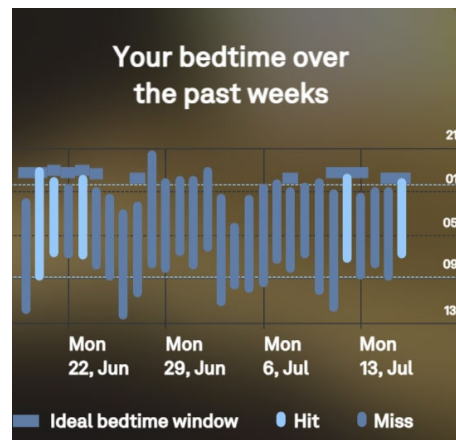 Your bedtime over
the past weeks
21
01
05
09
13
Mon
22, Jun
Mon
29, Jun
Mon
6, Jul
Mon
13, Jul
Ideal bedtime window
Hit
Miss